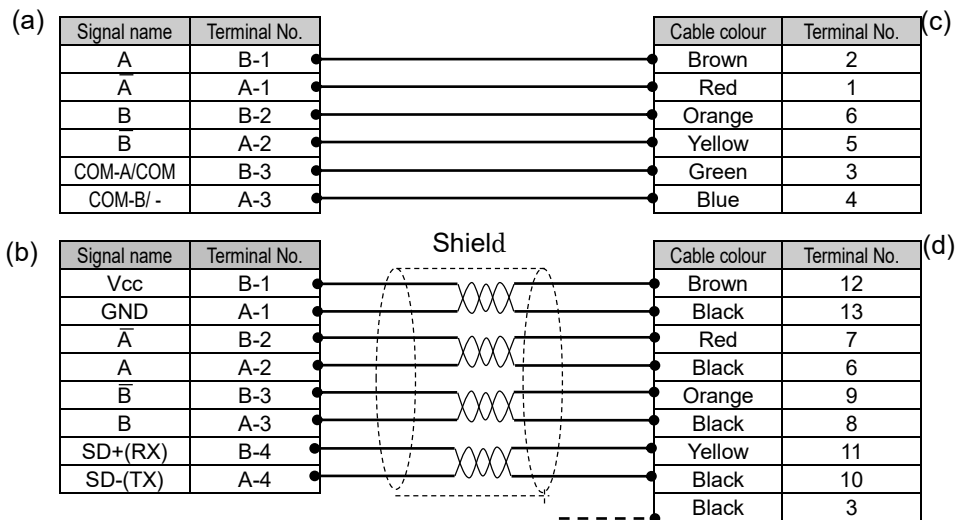 (a) Signal name Terminal No. Cable colour Terminal No. (c)
A B-1 Brown 2
A̅ A-1 Red 1
B B-2 Orange 6
B̅ A-2 Yellow 5
COM-A/COM B-3 Green 3
COM-B/ - A-3 Blue 4
Shield
(b) Signal name Terminal No. Cable colour Terminal No. (d)
Vcc B-1 Brown 12
GND A-1 Black 13
A̅ B-2 Red 7
A A-2 Black 6
B̅ B-3 Orange 9
B A-3 Black 8
SD+(RX) B-4 Yellow 11
SD-(TX) A-4 Black 10
Black 3